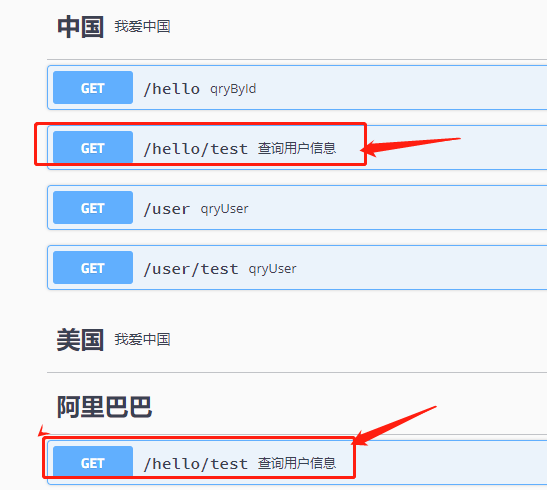 中国 我爱中国
GET /hello qryById
GET /hello/test 查询用户信息
GET /user qryUser
GET /user/test qryUser
美国 我爱中国
阿里巴巴
GET /hello/test 查询用户信息